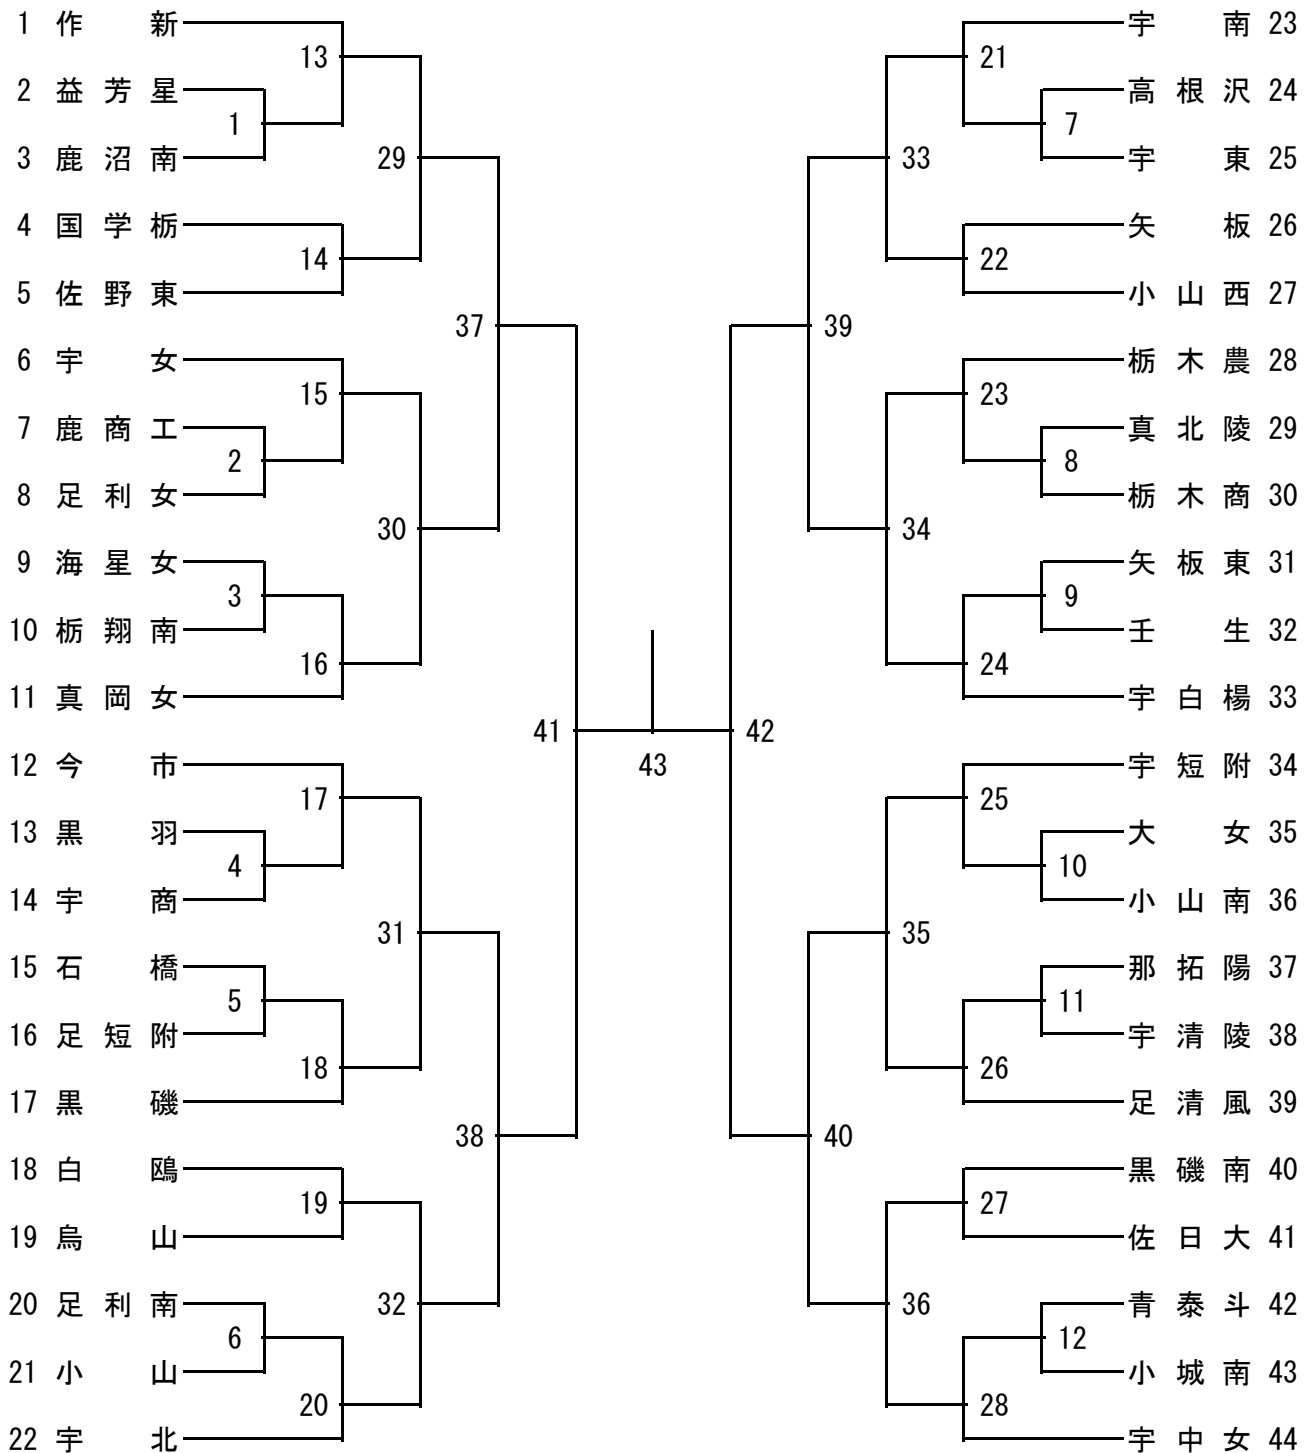 1 作 新
2 益 芳 星
3 鹿 沼 南
4 国 学 栃
5 佐 野 東
6 宇 女
7 鹿 商 工
8 足 利 女
9 海 星 女
10 栃 翔 南
11 真 岡 女
12 今 市
13 黒 羽
14 宇 商
15 石 橋
16 足 短 附
17 黒 磯
18 白 鴎
19 烏 山
20 足 利 南
21 小 山
22 宇 北
1
2
3
4
5
6
13
14
15
16
17
18
19
20
29
30
31
32
37
38
41
43
42
39
40
33
34
35
36
21
22
23
24
25
26
27
28
7
8
9
10
11
12
宇 南 23
高 根 沢 24
宇 東 25
矢 板 26
小 山 西 27
栃 木 農 28
真 北 陵 29
栃 木 商 30
矢 板 東 31
壬 生 32
宇 白 楊 33
宇 短 附 34
大 女 35
小 山 南 36
那 拓 陽 37
宇 清 陵 38
足 清 風 39
黒 磯 南 40
佐 日 大 41
青 泰 斗 42
小 城 南 43
宇 中 女 44